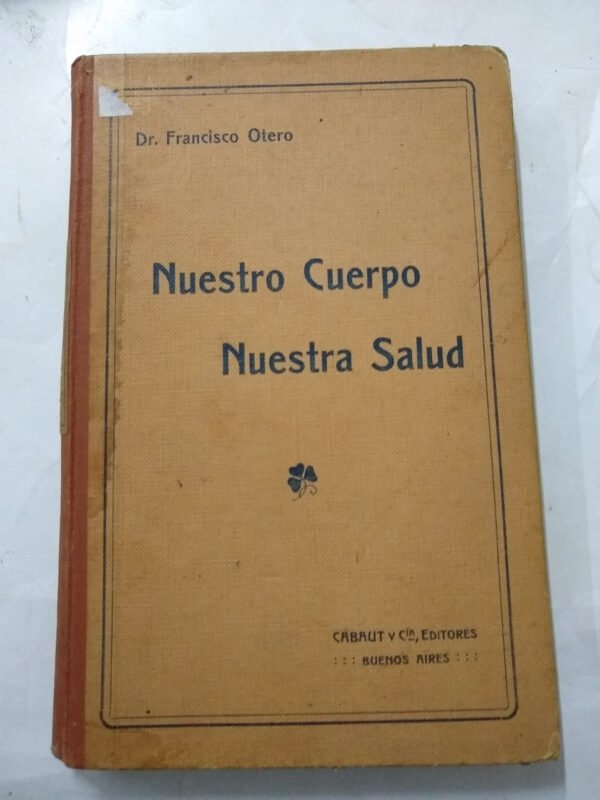 Dr. Francisco Otero
Nuestro Cuerpo
Nuestra Salud
CABAUT Y Cía, EDITORES
::: BUENOS AIRES :::